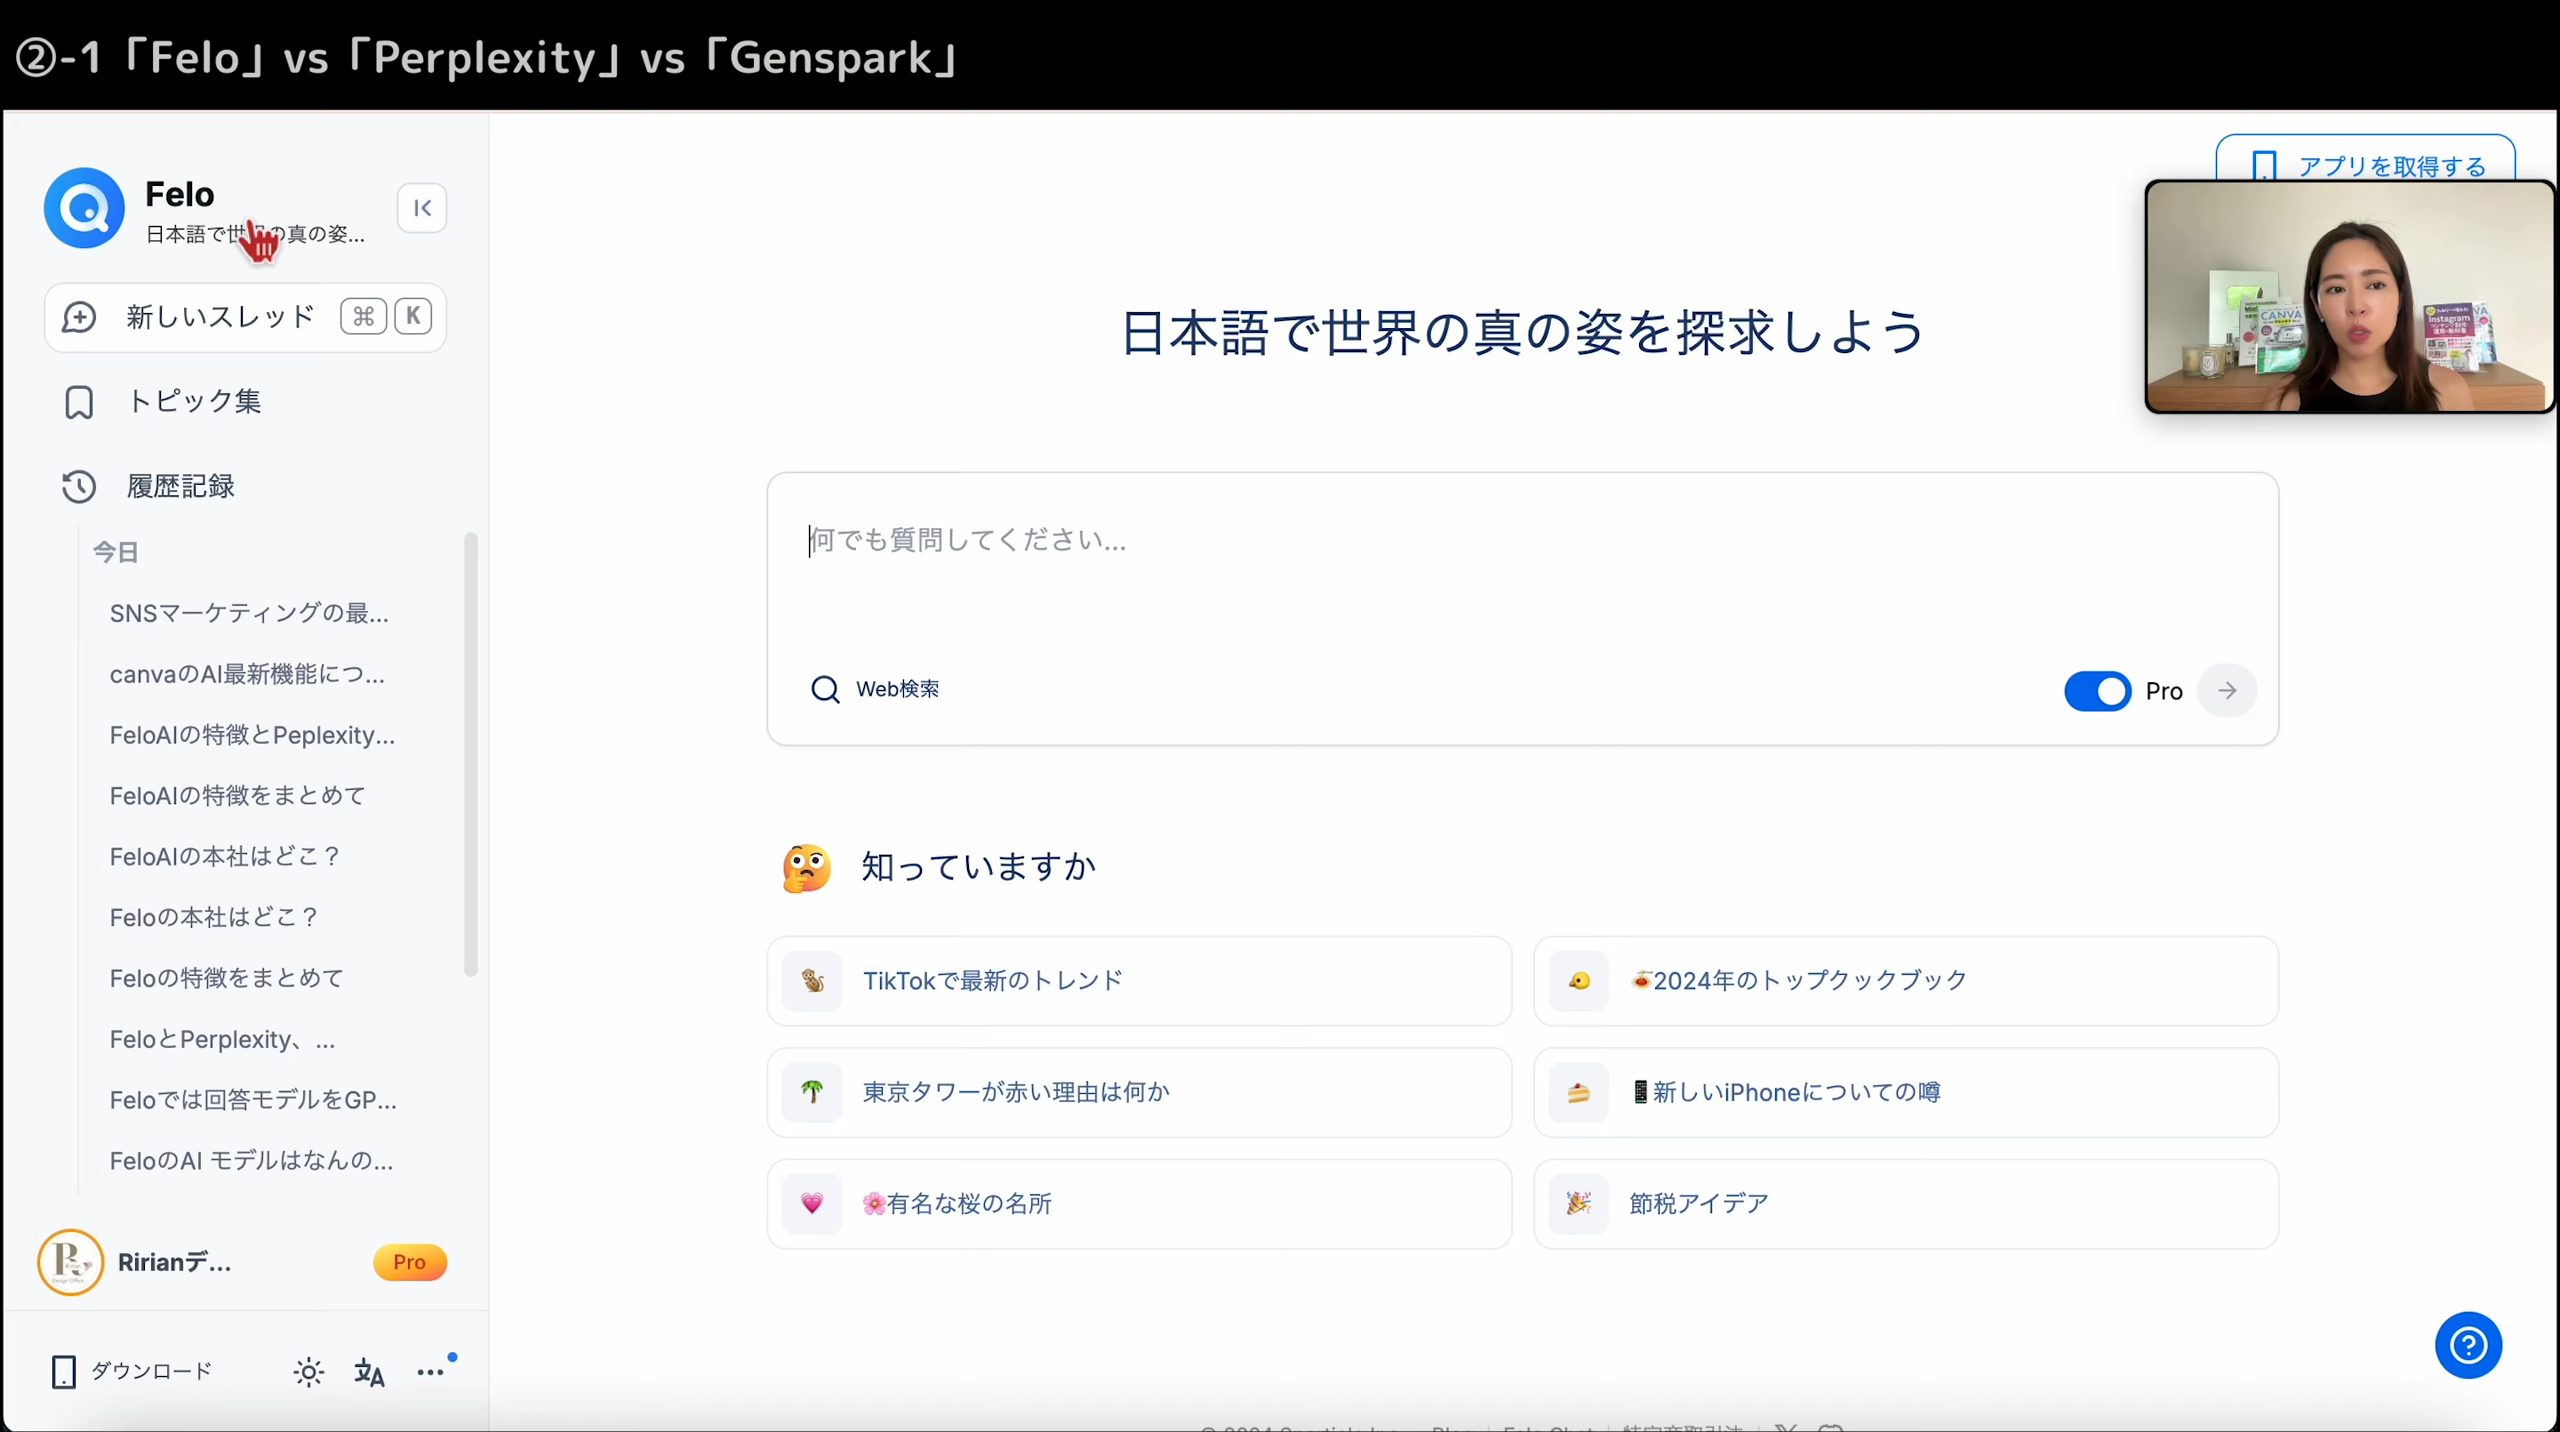 ②-1「Felo」vs「Perplexity」vs「Genspark」
Felo
日本語で世界の真の姿...
新しいスレッド ⌘ K
トピック集
履歴記録
今日
SNSマーケティングの最...
canvaのAI最新機能につ...
FeloAIの特徴とPeplexity...
FeloAIの特徴をまとめて
FeloAIの本社はどこ？
Feloの本社はどこ？
Feloの特徴をまとめて
FeloとPerplexity、...
Feloでは回答モデルをGP...
FeloのAI モデルはなんの...
Ririanデ... Pro
ダウンロード
アプリを取得する
CANVA
Instagram
日本語で世界の真の姿を探求しよう
何でも質問してください...
Web検索
Pro
知っていますか
TikTokで最新のトレンド
2024年のトップクックブック
東京タワーが赤い理由は何か
新しいiPhoneについての噂
有名な桜の名所
節税アイデア